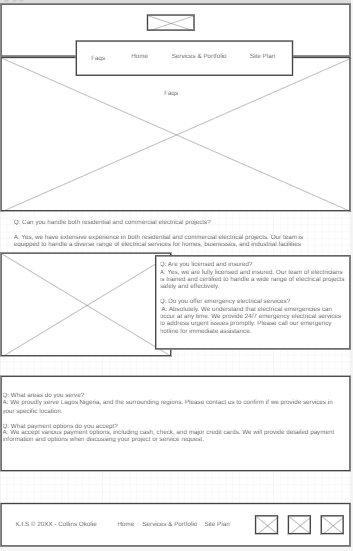 Faqs Home Services & Portfolio Site Plan
Faqs
Q: Can you handle both residential and commercial electrical projects?
A: Yes, we have extensive experience in both residential and commercial electrical projects. Our team is
equipped to handle a diverse range of electrical services for homes, businesses, and industrial facilities
Q: Are you licensed and insured?
A: Yes, we are fully licensed and insured. Our team of electricians
is trained and certified to handle a wide range of electrical projects
safely and effectively.
Q: Do you offer emergency electrical services?
A: Absolutely. We understand that electrical emergencies can
occur at any time. We provide 24/7 emergency electrical services
to address urgent issues promptly. Please call our emergency
hotline for immediate assistance.
Q: What areas do you serve?
A: We proudly serve Lagos Nigeria, and the surrounding regions. Please contact us to confirm if we provide services in
your specific location.
Q: What payment options do you accept?
A: We accept various payment options, including cash, check, and major credit cards. We will provide detailed payment
information and options when discussing your project or service request.
K.I.S © 20XX - Collins Okolie Home Services & Portfolio Site Plan